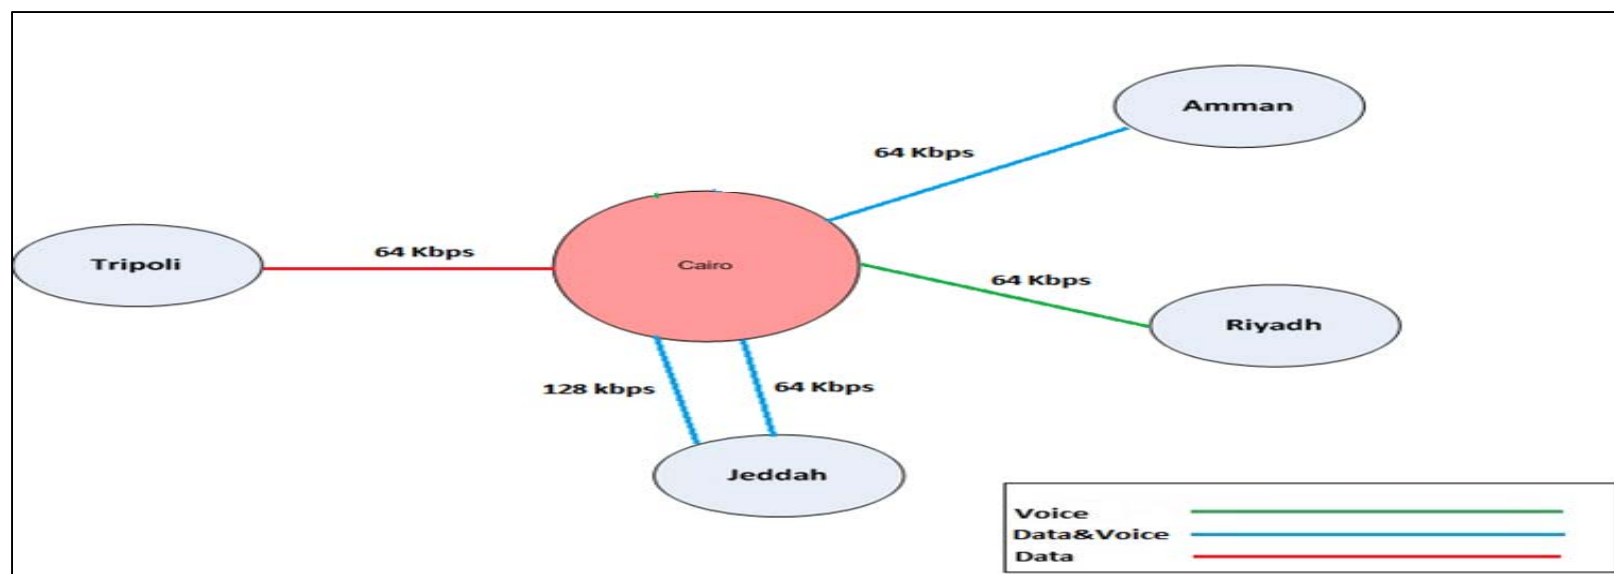 Amman
64 Kbps
Tripoli
64 Kbps
Cairo
64 Kbps
Riyadh
128 kbps
64 Kbps
Jeddah
Voice
Data&Voice
Data